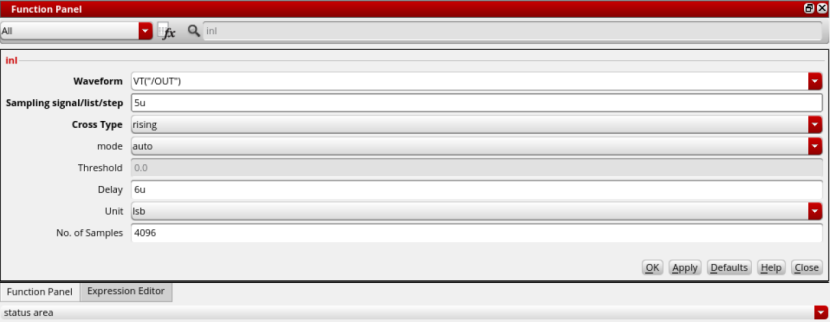 Function Panel
All
fx
inl
inl
Waveform VT("/OUT")
Sampling signal/list/step 5u
Cross Type rising
mode auto
Threshold 0.0
Delay 6u
Unit lsb
No. of Samples 4096
OK Apply Defaults Help Close
Function Panel Expression Editor
status area